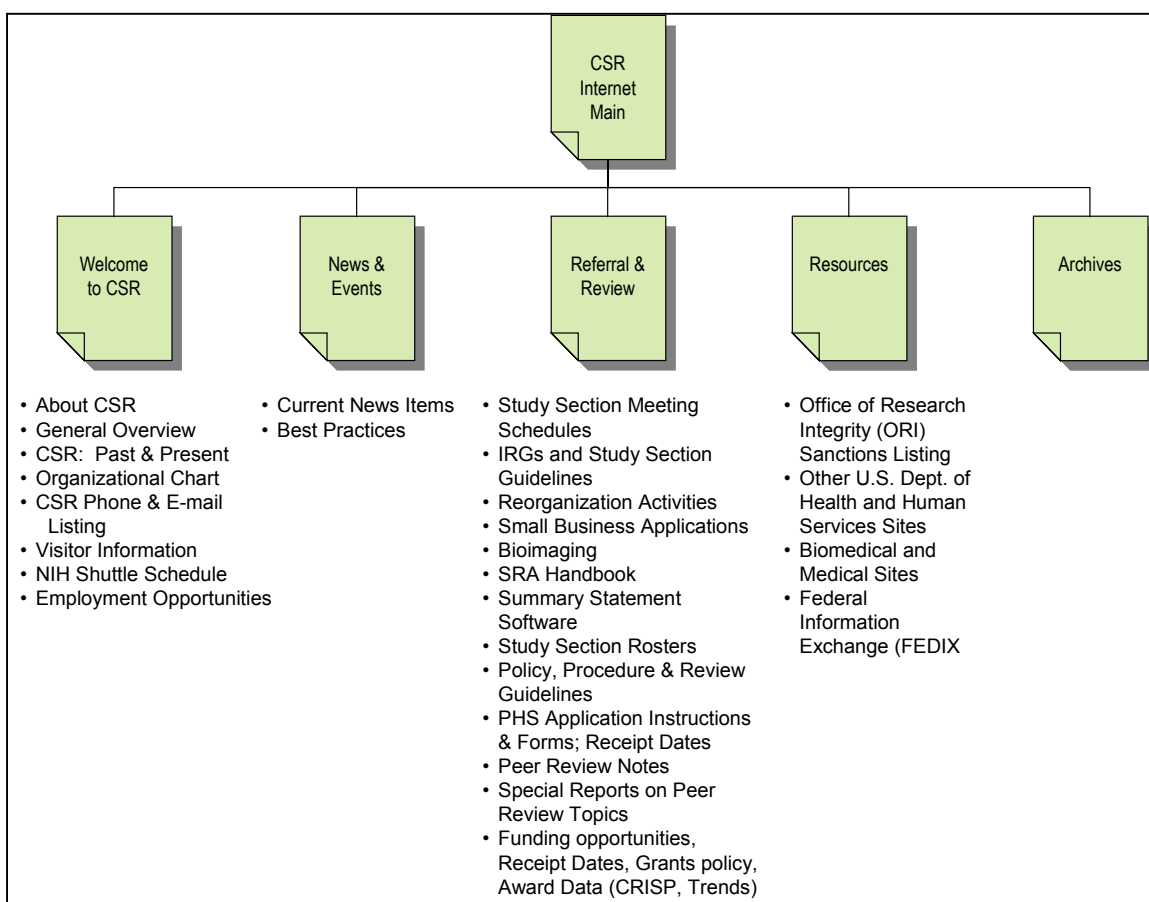 CSR
Internet
Main
Welcome
to CSR
News &
Events
Referral &
Review
Resources
Archives
• About CSR
• General Overview
• CSR: Past & Present
• Organizational Chart
• CSR Phone & E-mail
Listing
• Visitor Information
• NIH Shuttle Schedule
• Employment Opportunities
• Current News Items
• Best Practices
• Study Section Meeting
Schedules
• IRGs and Study Section
Guidelines
• Reorganization Activities
• Small Business Applications
• Bioimaging
• SRA Handbook
• Summary Statement
Software
• Study Section Rosters
• Policy, Procedure & Review
Guidelines
• PHS Application Instructions
& Forms; Receipt Dates
• Peer Review Notes
• Special Reports on Peer
Review Topics
• Funding opportunities,
Receipt Dates, Grants policy,
Award Data (CRISP, Trends)
• Office of Research
Integrity (ORI)
Sanctions Listing
• Other U.S. Dept. of
Health and Human
Services Sites
• Biomedical and
Medical Sites
• Federal
Information
Exchange (FEDIX